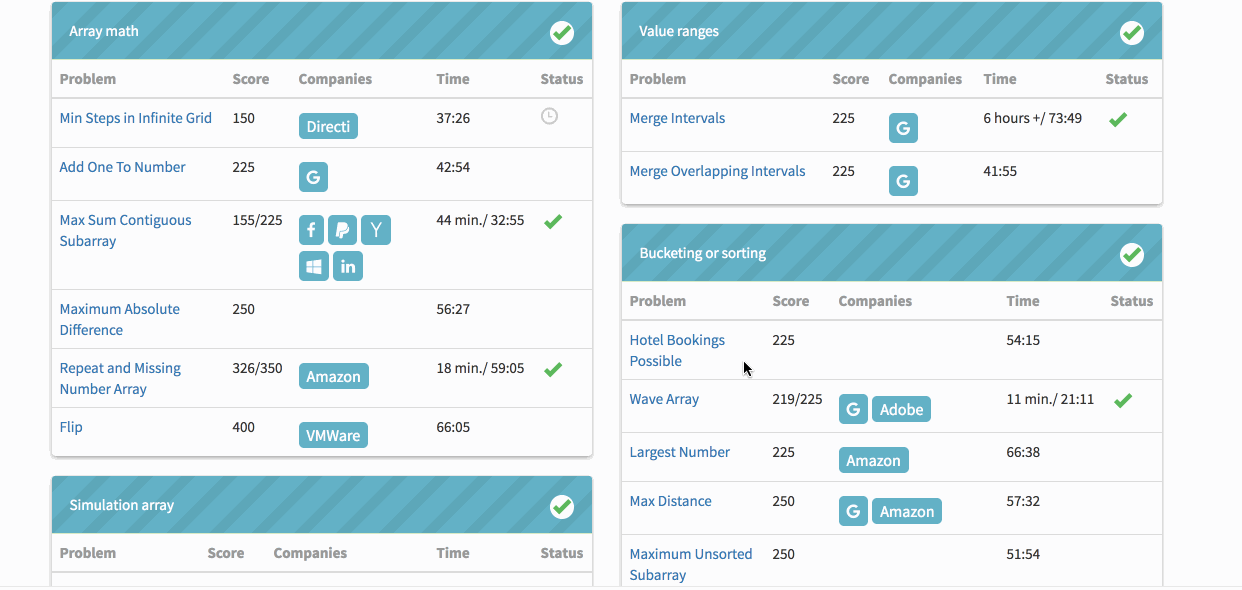 Array math
Problem Score Companies Time Status
Min Steps in Infinite Grid 150 Directi 37:26
Add One To Number 225 G 42:54
Max Sum Contiguous 155/225 f P Y 44 min./ 32:55
Subarray
in
Maximum Absolute 250 56:27
Difference
Repeat and Missing 326/350 Amazon 18 min./ 59:05
Number Array
Flip 400 VMWare 66:05
Simulation array
Problem Score Companies Time Status
Value ranges
Problem Score Companies Time Status
Merge Intervals 225 G 6 hours +/ 73:49
Merge Overlapping Intervals 225 G 41:55
Bucketing or sorting
Problem Score Companies Time Status
Hotel Bookings 225 54:15
Possible
Wave Array 219/225 G Adobe 11 min./ 21:11
Largest Number 225 Amazon 66:38
Max Distance 250 G Amazon 57:32
Maximum Unsorted 250 51:54
Subarray